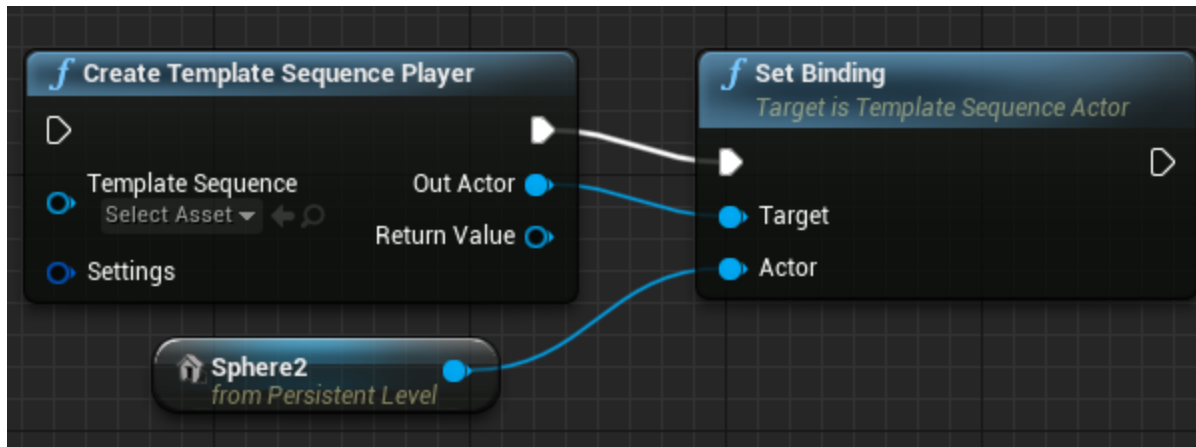 Create Template Sequence Player
Template Sequence
Select Asset
Settings
Out Actor
Return Value
Sphere2
from Persistent Level
Set Binding
Target is Template Sequence Actor
Target
Actor